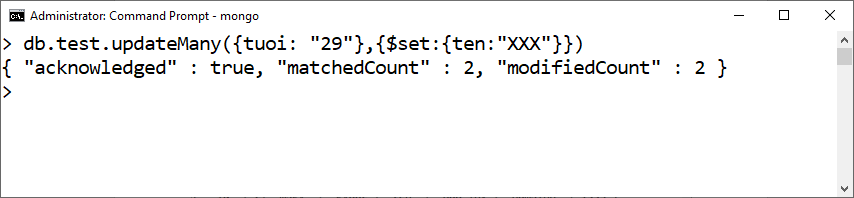 Administrator: Command Prompt - mongo
> db.test.updateMany({tuoi: "29"},{$set:{ten:"XXX"}})
{ "acknowledged" : true, "matchedCount" : 2, "modifiedCount" : 2 }
>